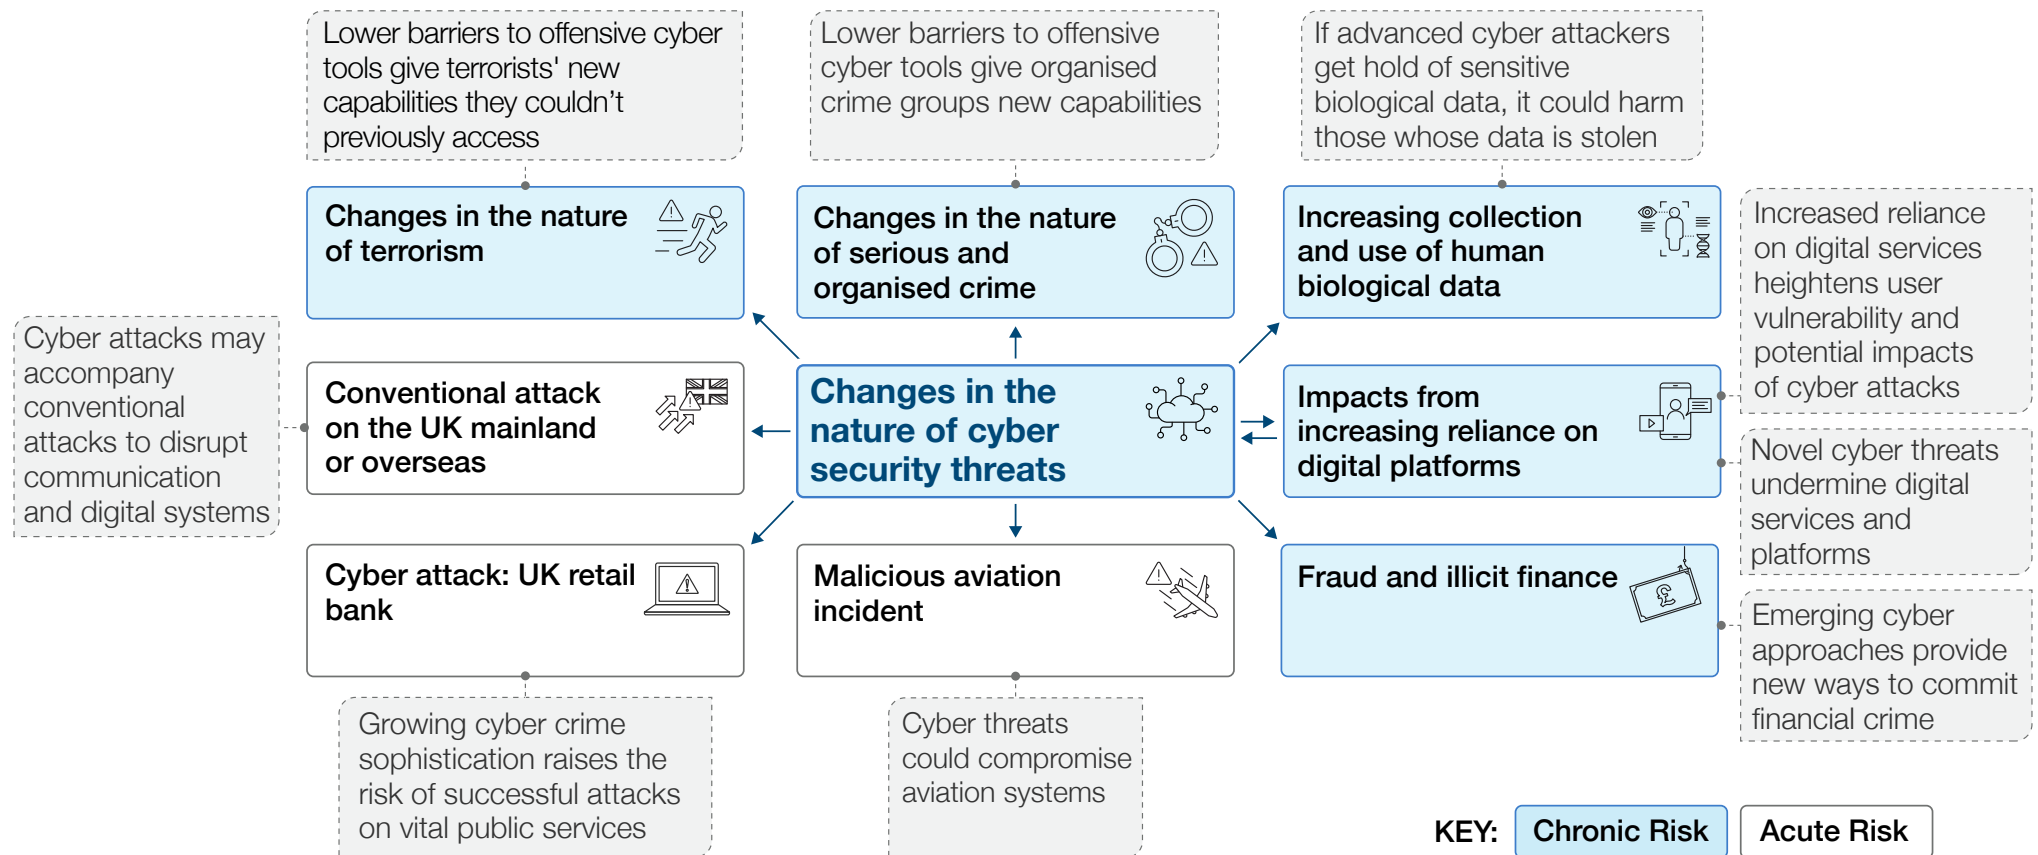 Lower barriers to offensive cyber
tools give terrorists' new
capabilities they couldn’t
previously access
Lower barriers to offensive
cyber tools give organised
crime groups new capabilities
If advanced cyber attackers
get hold of sensitive
biological data, it could harm
those whose data is stolen
Changes in the nature
of terrorism
Changes in the nature
of serious and
organised crime
Increasing collection
and use of human
biological data
Increased reliance
on digital services
heightens user
vulnerability and
potential impacts
of cyber attacks
Cyber attacks may
accompany
conventional
attacks to disrupt
communication
and digital systems
Conventional attack
on the UK mainland
or overseas
Changes in the
nature of cyber
security threats
Impacts from
increasing reliance on
digital platforms
Novel cyber threats
undermine digital
services and
platforms
Cyber attack: UK retail
bank
Malicious aviation
incident
Fraud and illicit finance
£
Emerging cyber
approaches provide
new ways to commit
financial crime
Growing cyber crime
sophistication raises the
risk of successful attacks
on vital public services
Cyber threats
could compromise
aviation systems
KEY: Chronic Risk Acute Risk